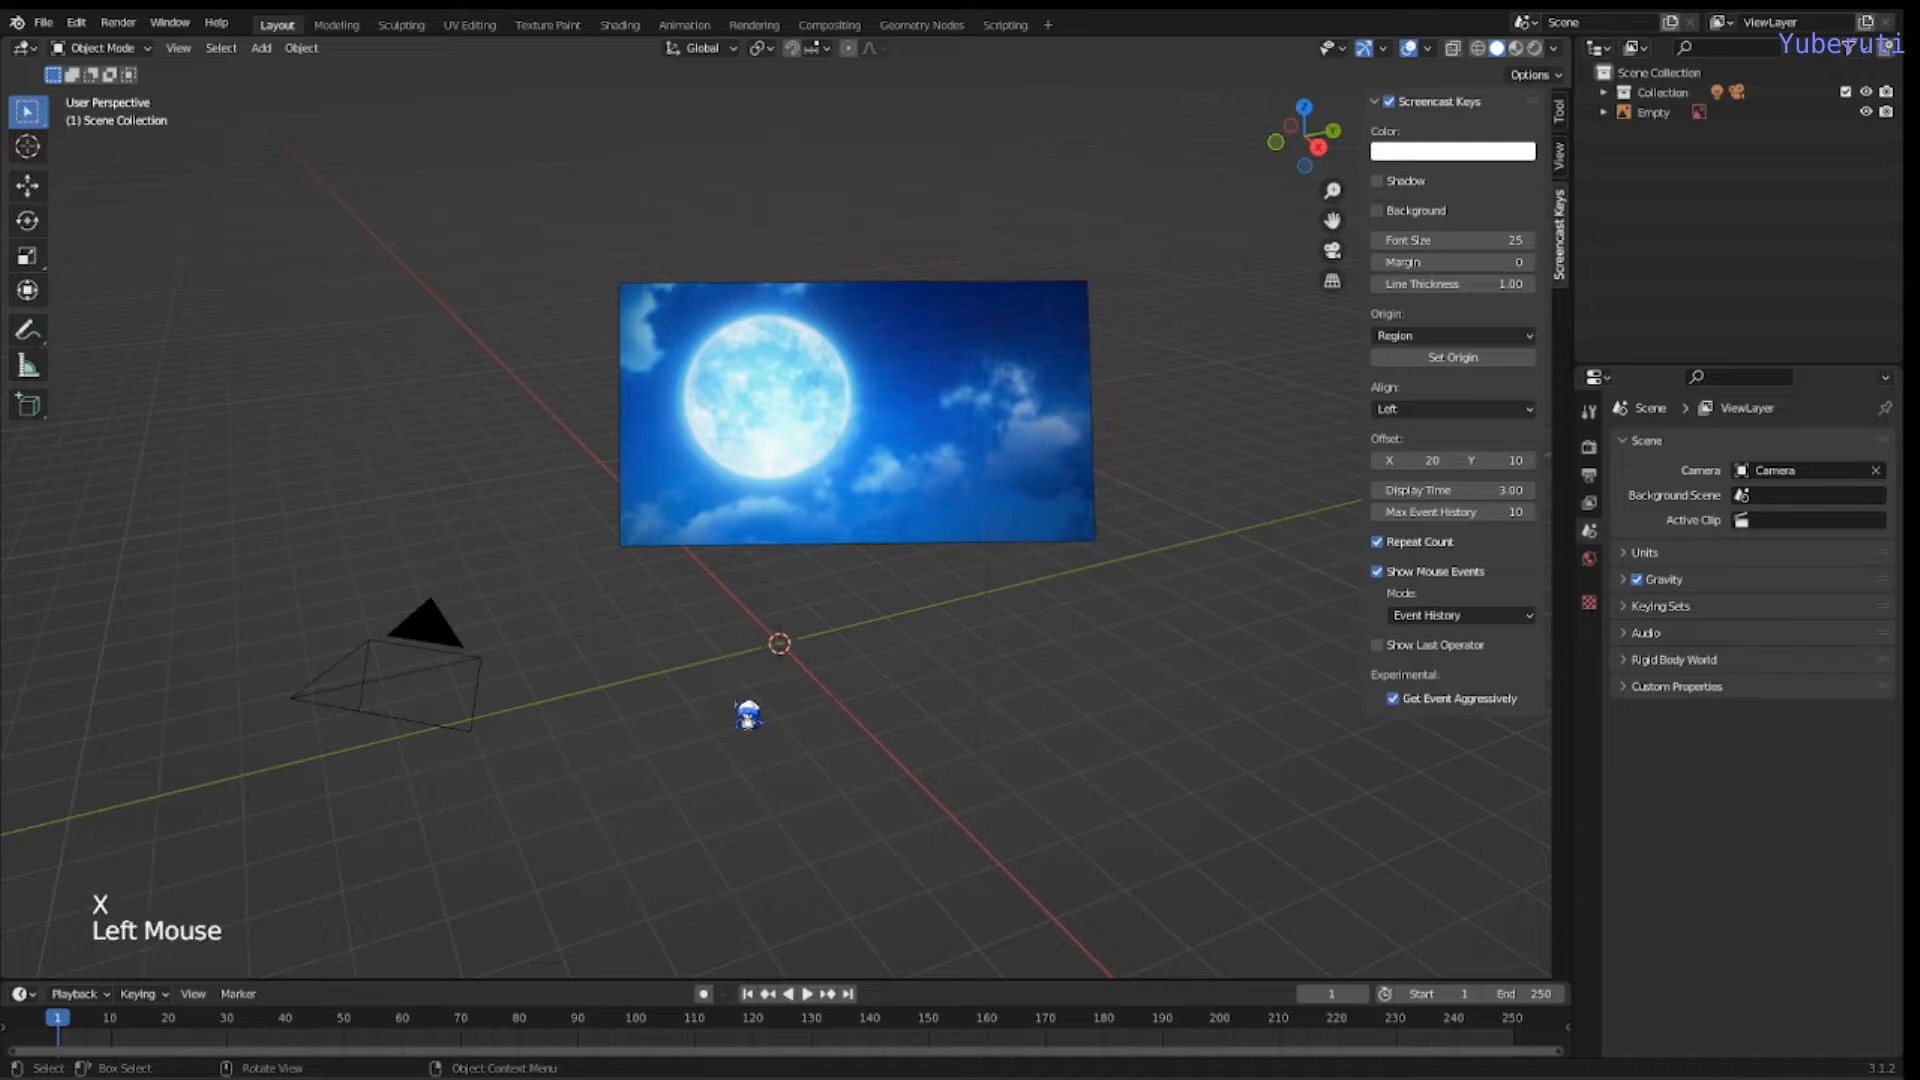 File Edit Render Window Help
Layout Modeling Sculpting UV Editing Texture Paint Shading Animation Rendering Compositing Geometry Nodes Scripting +
Scene
ViewLayer
Yuberuti
Object Mode View Select Add Object
Global
Options
User Perspective
(1) Scene Collection
Z
Y
X
Screencast Keys
Color:
Shadow
Background
Font Size 25
Margin 0
Line Thickness 1.00
Origin:
Region
Set Origin
Align:
Left
Offset:
X 20 Y 10
Display Time 3.00
Max Event History 10
Repeat Count
Show Mouse Events
Mode:
Event History
Show Last Operator
Experimental:
Get Event Aggressively
Tool
View
Screencast Keys
Scene Collection
Collection
Empty
Scene > ViewLayer
Scene
Camera Camera
Background Scene
Active Clip
Units
Gravity
Keying Sets
Audio
Rigid Body World
Custom Properties
X
Left Mouse
Playback Keying View Marker
1 Start 1 End 250
1 10 20 30 40 50 60 70 80 90 100 110 120 130 140 150 160 170 180 190 200 210 220 230 240 250
Select Box Select Rotate View Object Context Menu
3.1.2